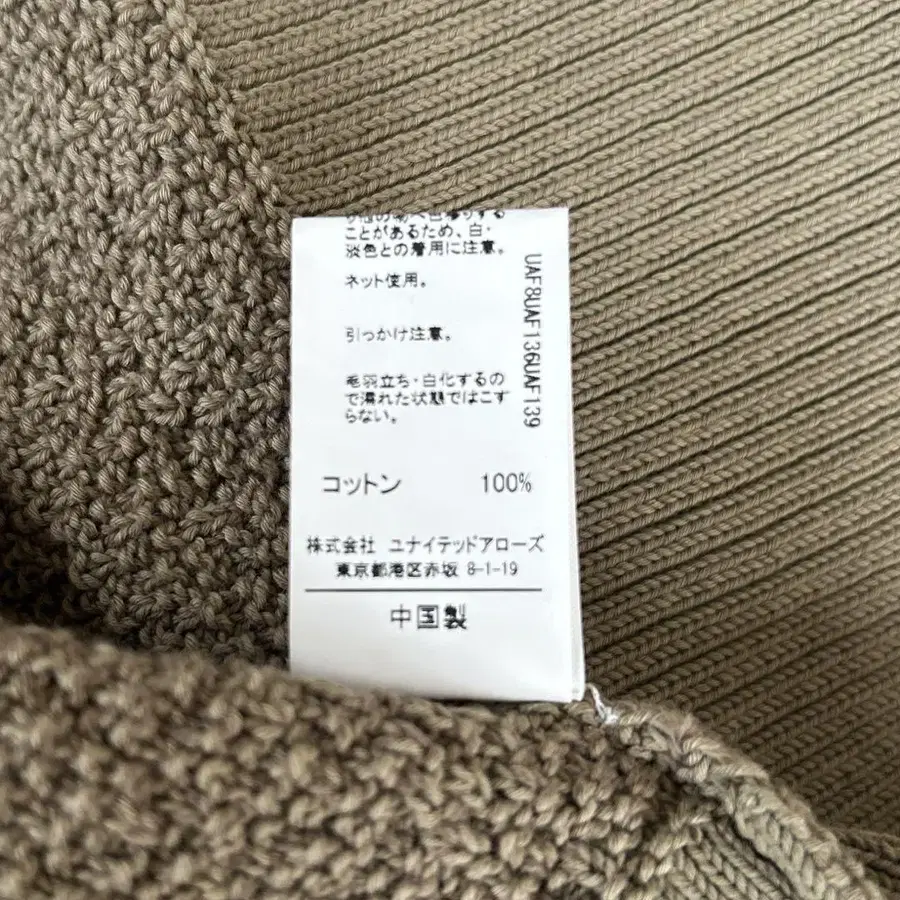 ことがあるため、白・
淡色との着用に注意。
ネット使用。
引っかけ注意。
毛羽立ち・白化するの
で濡れた状態ではこす
らない。
UAF8UAF136UAF139
コットン 100%
株式会社 ユナイテッドアローズ
東京都港区赤坂 8-1-19
中国製